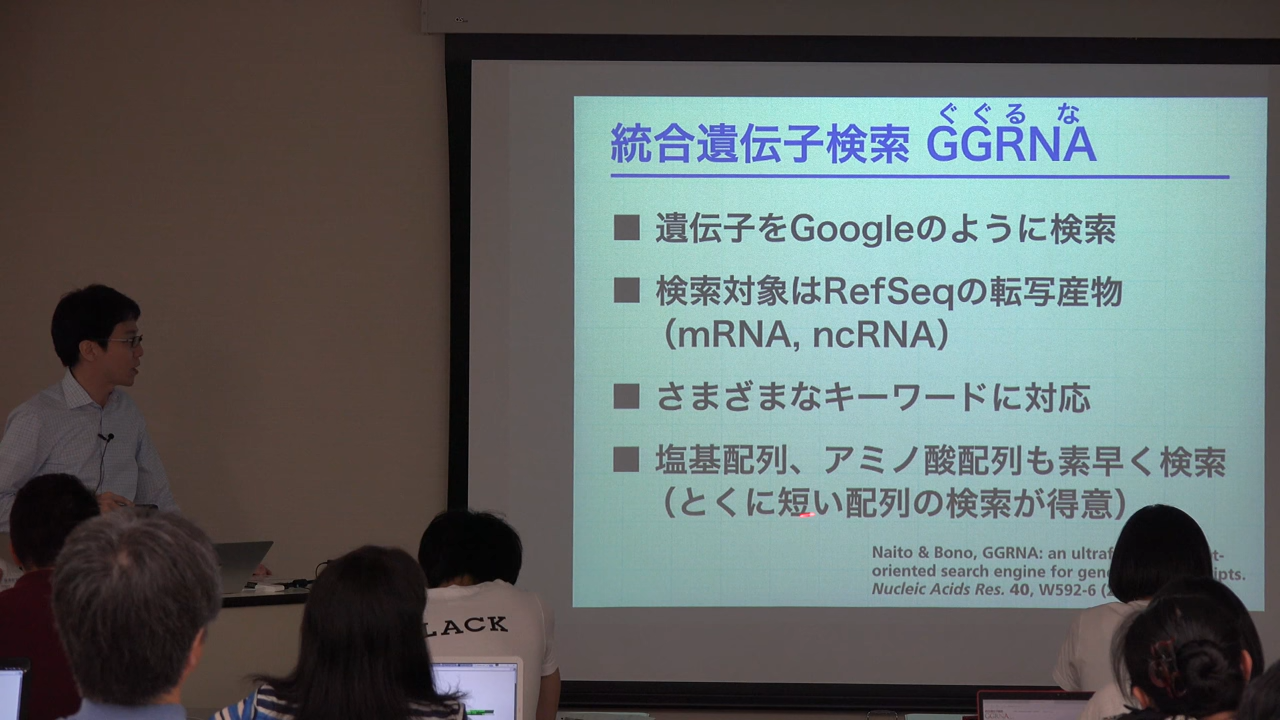 ぐぐるな
統合遺伝子検索 GGRNA
■ 遺伝子をGoogleのように検索
■ 検索対象はRefSeqの転写産物
（mRNA, ncRNA）
■ さまざまなキーワードに対応
■ 塩基配列、アミノ酸配列も素早く検索
（とくに短い配列の検索が得意）
Naito & Bono, GGRNA: an
oriented search engine for
Nucleic Acids Res. 40, W592-6
LACK
GGRNA